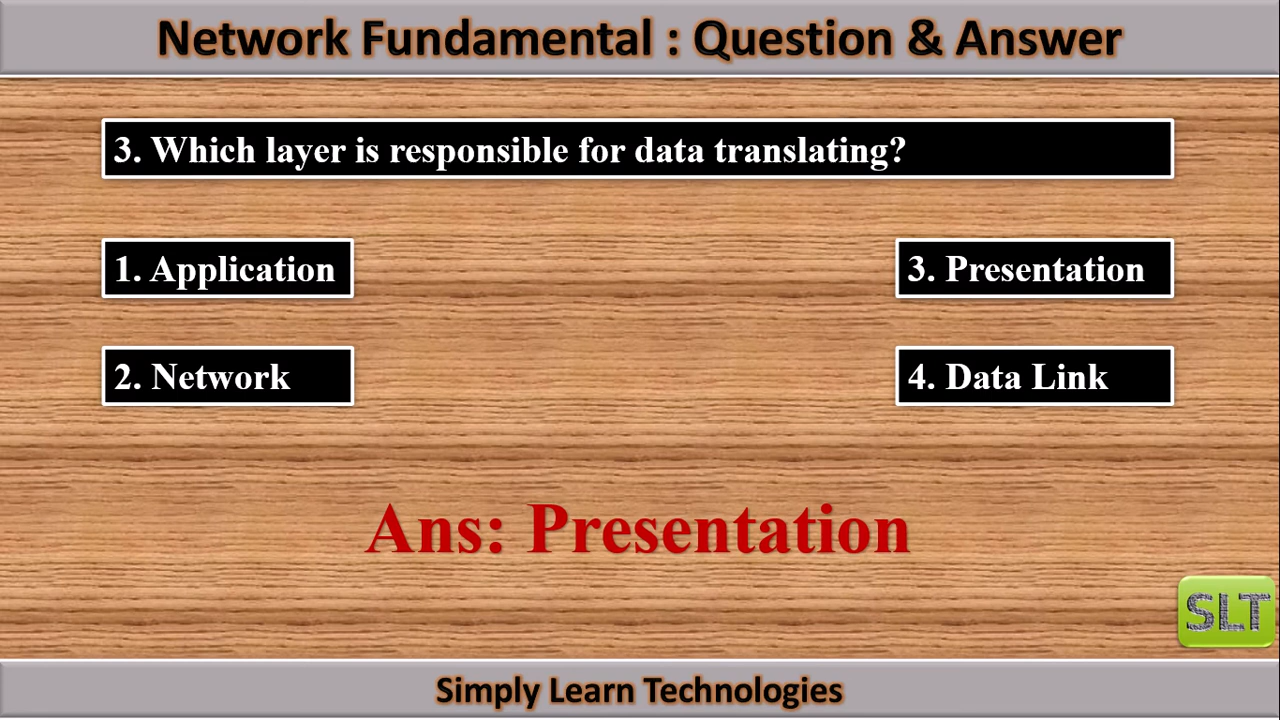 Network Fundamental : Question & Answer
3. Which layer is responsible for data translating?
1. Application
3. Presentation
2. Network
4. Data Link
Ans: Presentation
SLT
Simply Learn Technologies